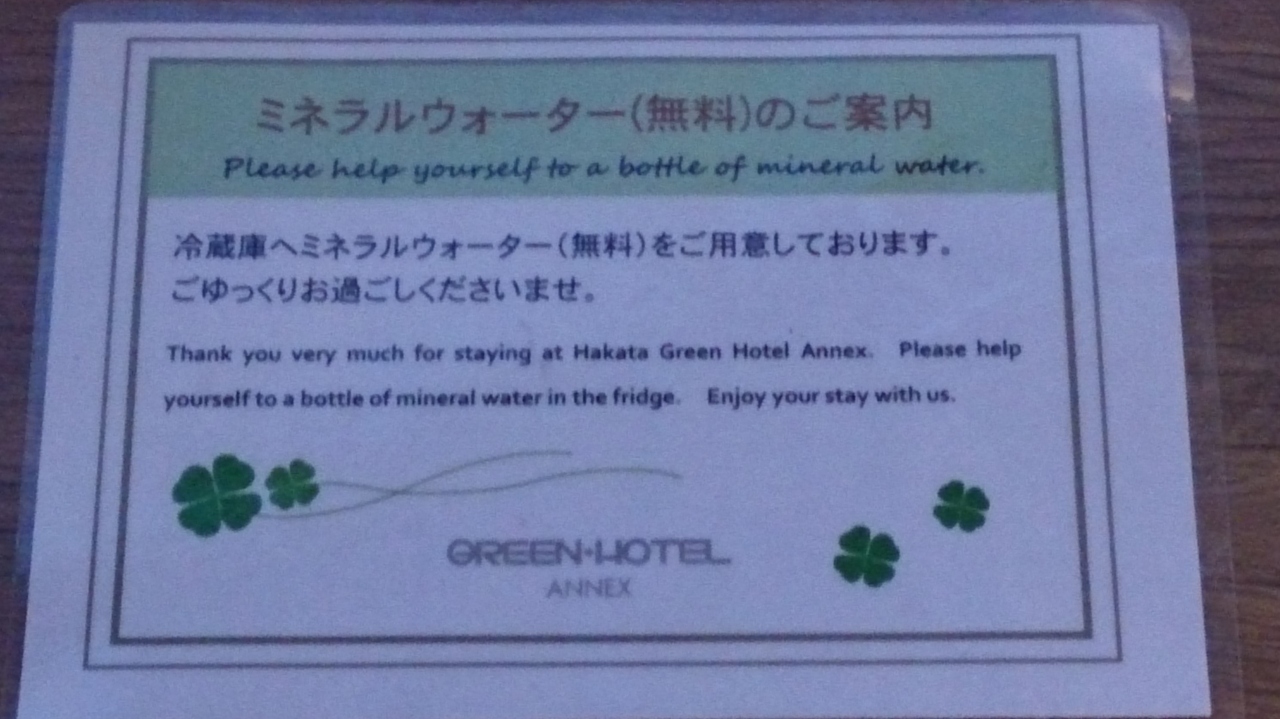 ミネラルウォーター(無料)のご案内
Please help yourself to a bottle of mineral water.
冷蔵庫へミネラルウォーター(無料)をご用意しております。
ごゆっくりお過ごしくださいませ。
Thank you very much for staying at Hakata Green Hotel Annex. Please help
yourself to a bottle of mineral water in the fridge. Enjoy your stay with us.
GREEN・HOTEL
ANNEX